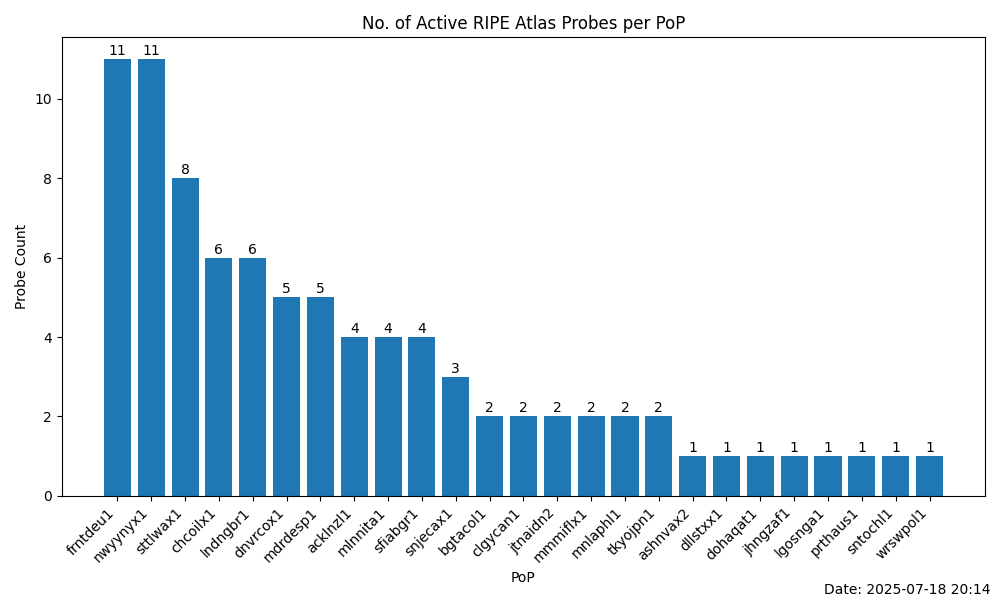 No. of Active RIPE Atlas Probes per PoP
Probe Count
10
8
6
4
2
0
11
11
8
6
6
5
5
4
4
4
3
2
2
2
2
2
2
1
1
1
1
1
1
1
1
frntdeu1
nwyynyx1
sttlwax1
chcoilx1
lndngbr1
dnvrcox1
mdrdesp1
acklnzl1
mlnnita1
sfiabgr1
snjecax1
bgtacol1
clgycan1
jtnaidn2
mmmiflx1
mnlaphl1
tkyojpn1
ashnvax2
dllstxx1
dohaqat1
jhngzaf1
lgosnga1
prthaus1
sntochl1
wrswpol1
PoP
Date: 2025-07-18 20:14